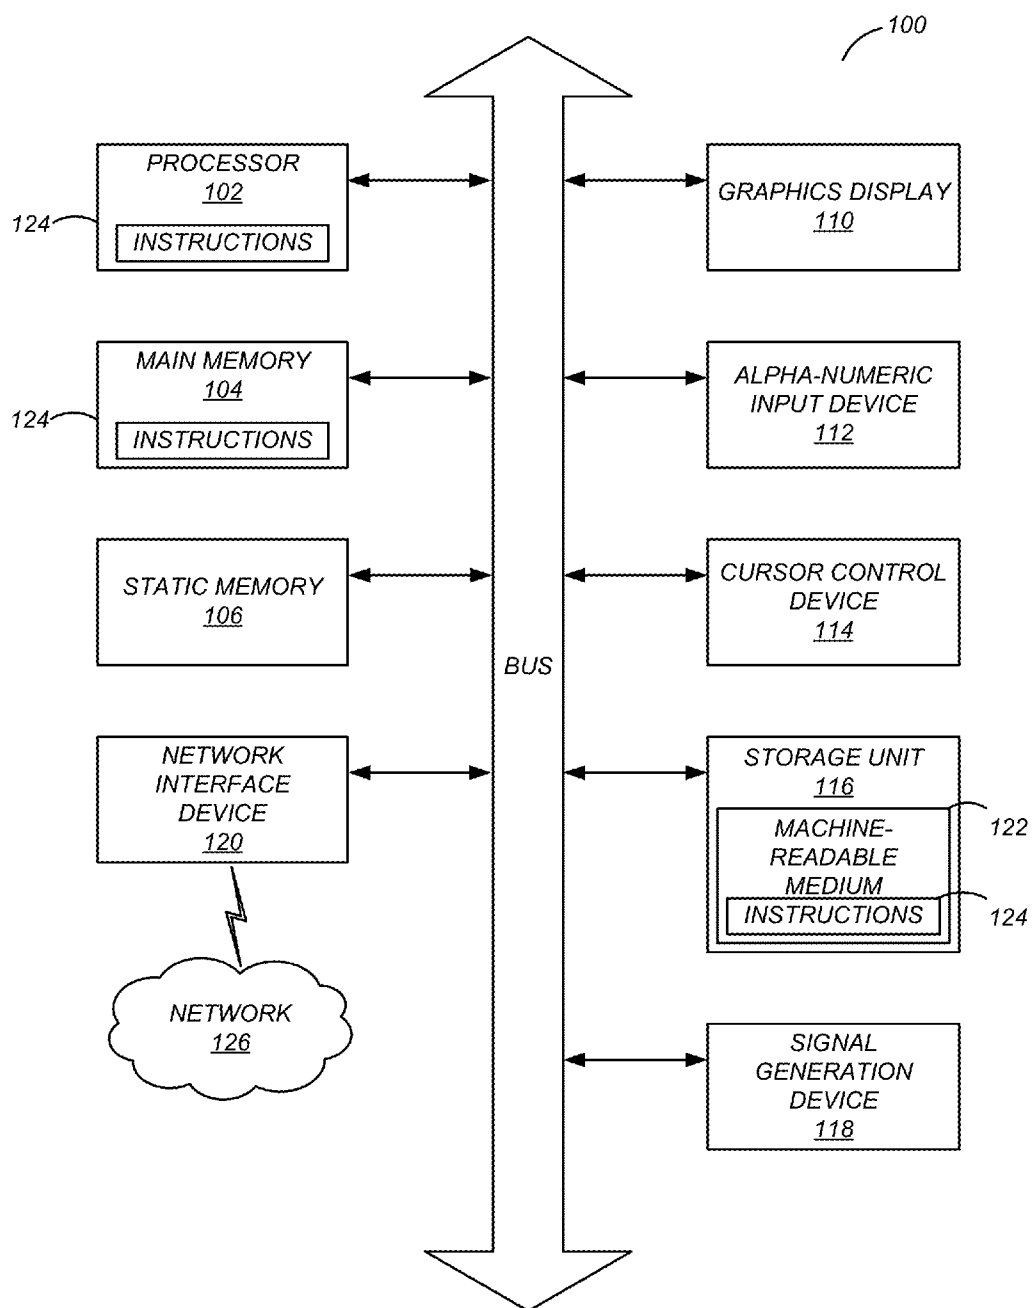 100
PROCESSOR
102
124
INSTRUCTIONS
GRAPHICS DISPLAY
110
MAIN MEMORY
104
124
INSTRUCTIONS
ALPHA-NUMERIC
INPUT DEVICE
112
STATIC MEMORY
106
CURSOR CONTROL
DEVICE
114
BUS
NETWORK
INTERFACE
DEVICE
120
STORAGE UNIT
116
122
MACHINE-
READABLE
MEDIUM
INSTRUCTIONS
124
NETWORK
126
SIGNAL
GENERATION
DEVICE
118